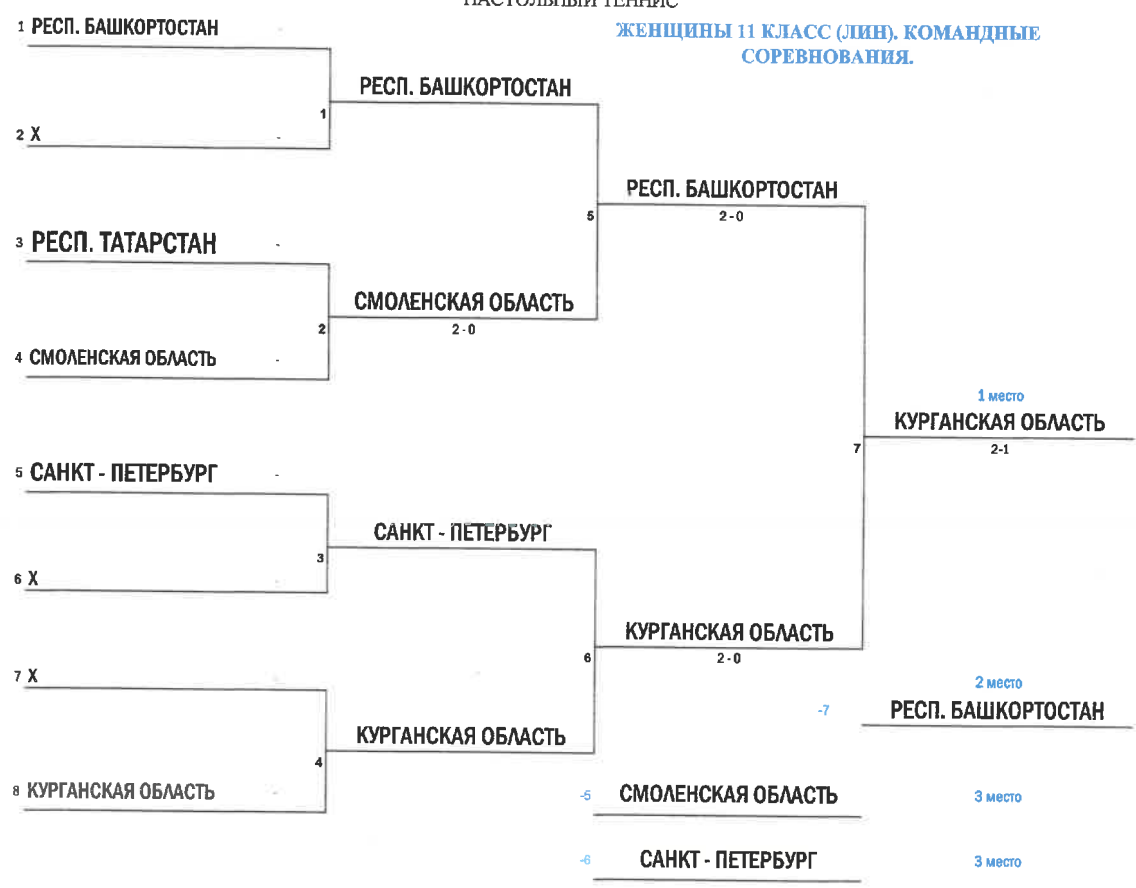 НАСТОЛЬНЫЙ ТЕННИС
ЖЕНЩИНЫ 11 КЛАСС (ЛИН). КОМАНДНЫЕ
СОРЕВНОВАНИЯ.
1 РЕСП. БАШКОРТОСТАН
РЕСП. БАШКОРТОСТАН
1
2 X
РЕСП. БАШКОРТОСТАН
5
2-0
3 РЕСП. ТАТАРСТАН
СМОЛЕНСКАЯ ОБЛАСТЬ
2
2-0
4 СМОЛЕНСКАЯ ОБЛАСТЬ
1 место
КУРГАНСКАЯ ОБЛАСТЬ
7
2-1
5 САНКТ - ПЕТЕРБУРГ
САНКТ - ПЕТЕРБУРГ
3
6 X
КУРГАНСКАЯ ОБЛАСТЬ
6
2-0
7 X
2 место
-7 РЕСП. БАШКОРТОСТАН
КУРГАНСКАЯ ОБЛАСТЬ
4
8 КУРГАНСКАЯ ОБЛАСТЬ
-5 СМОЛЕНСКАЯ ОБЛАСТЬ 3 место
-6 САНКТ - ПЕТЕРБУРГ 3 место